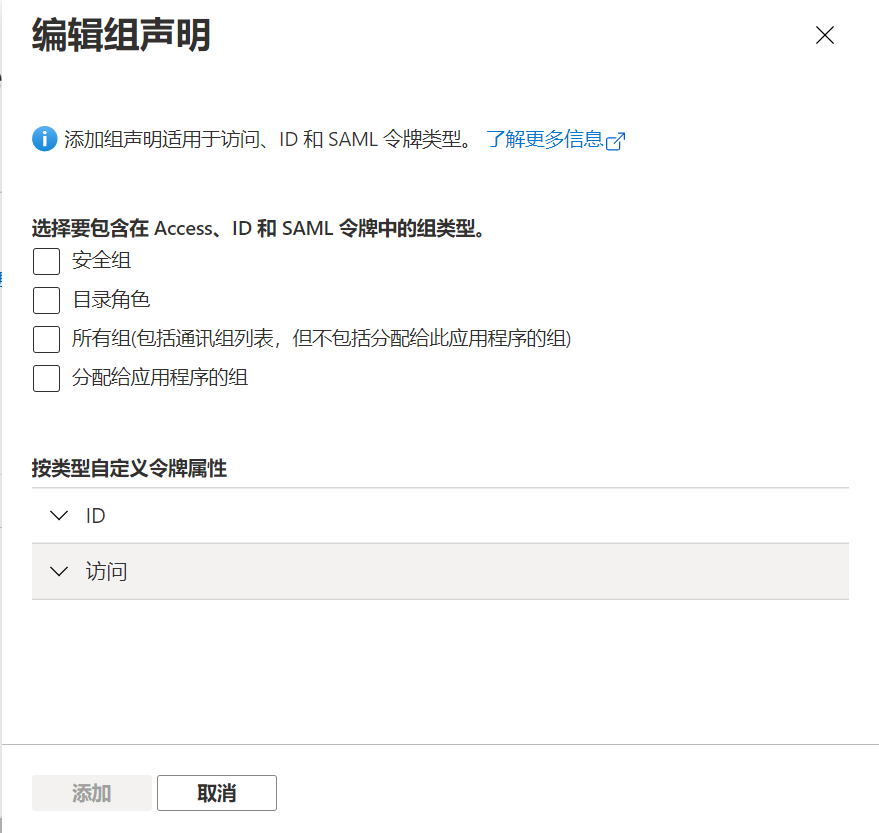 编辑组声明
添加组声明适用于访问、ID 和 SAML 令牌类型。 了解更多信息
选择要包含在 Access、ID 和 SAML 令牌中的组类型。
安全组
目录角色
所有组(包括通讯组列表，但不包括分配给此应用程序的组)
分配给应用程序的组
按类型自定义令牌属性
ID
访问
添加 取消